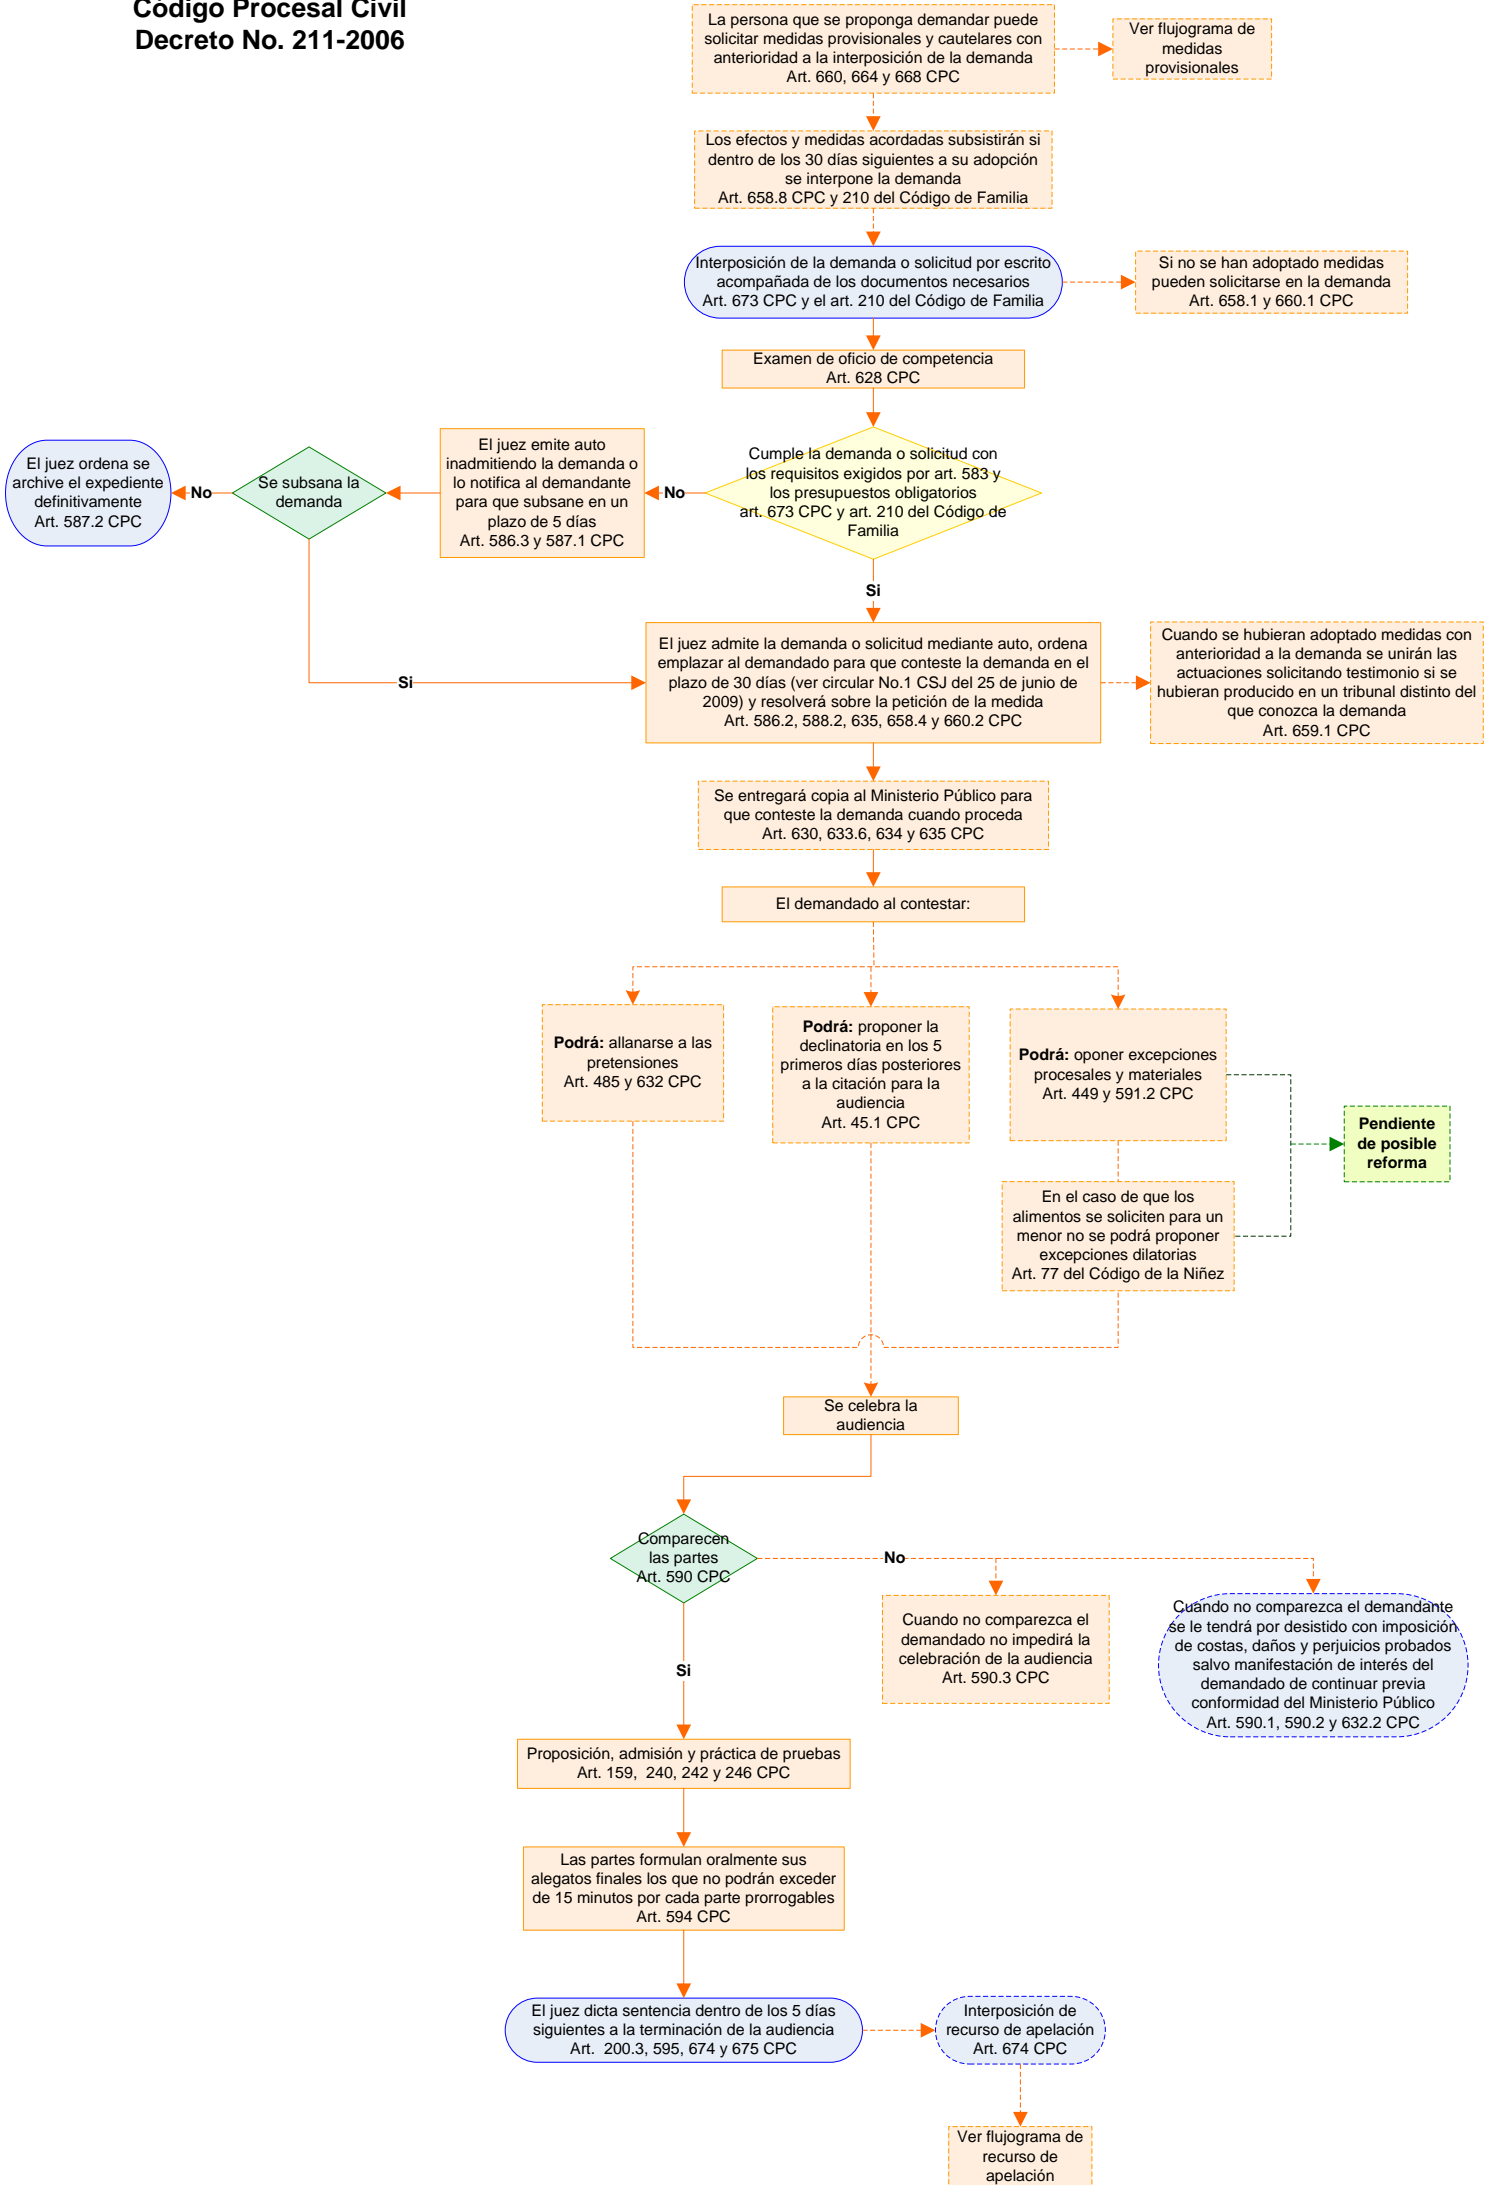 Código Procesal Civil
Decreto No. 211-2006
La persona que se proponga demandar puede
solicitar medidas provisionales y cautelares con
anterioridad a la interposición de la demanda
Art. 660, 664 y 668 CPC
Ver flujograma de
medidas
provisionales
Los efectos y medidas acordadas subsistirán si
dentro de los 30 días siguientes a su adopción
se interpone la demanda
Art. 658.8 CPC y 210 del Código de Familia
Interposición de la demanda o solicitud por escrito
acompañada de los documentos necesarios
Art. 673 CPC y el art. 210 del Código de Familia
Si no se han adoptado medidas
pueden solicitarse en la demanda
Art. 658.1 y 660.1 CPC
Examen de oficio de competencia
Art. 628 CPC
Cumple la demanda o solicitud con
los requisitos exigidos por art. 583 y
los presupuestos obligatorios
art. 673 CPC y art. 210 del Código de
Familia
No
El juez emite auto
inadmitiendo la demanda o
lo notifica al demandante
para que subsane en un
plazo de 5 días
Art. 586.3 y 587.1 CPC
Se subsana la
demanda
No
El juez ordena se
archive el expediente
definitivamente
Art. 587.2 CPC
Si
Si
El juez admite la demanda o solicitud mediante auto, ordena
emplazar al demandado para que conteste la demanda en el
plazo de 30 días (ver circular No.1 CSJ del 25 de junio de
2009) y resolverá sobre la petición de la medida
Art. 586.2, 588.2, 635, 658.4 y 660.2 CPC
Cuando se hubieran adoptado medidas con
anterioridad a la demanda se unirán las
actuaciones solicitando testimonio si se
hubieran producido en un tribunal distinto del
que conozca la demanda
Art. 659.1 CPC
Se entregará copia al Ministerio Público para
que conteste la demanda cuando proceda
Art. 630, 633.6, 634 y 635 CPC
El demandado al contestar:
Podrá: allanarse a las
pretensiones
Art. 485 y 632 CPC
Podrá: proponer la
declinatoria en los 5
primeros días posteriores
a la citación para la
audiencia
Art. 45.1 CPC
Podrá: oponer excepciones
procesales y materiales
Art. 449 y 591.2 CPC
Pendiente
de posible
reforma
En el caso de que los
alimentos se soliciten para un
menor no se podrá proponer
excepciones dilatorias
Art. 77 del Código de la Niñez
Se celebra la
audiencia
Comparecen
las partes
Art. 590 CPC
No
Cuando no comparezca el
demandado no impedirá la
celebración de la audiencia
Art. 590.3 CPC
Cuando no comparezca el demandante
se le tendrá por desistido con imposición
de costas, daños y perjuicios probados
salvo manifestación de interés del
demandado de continuar previa
conformidad del Ministerio Público
Art. 590.1, 590.2 y 632.2 CPC
Si
Proposición, admisión y práctica de pruebas
Art. 159, 240, 242 y 246 CPC
Las partes formulan oralmente sus
alegatos finales los que no podrán exceder
de 15 minutos por cada parte prorrogables
Art. 594 CPC
El juez dicta sentencia dentro de los 5 días
siguientes a la terminación de la audiencia
Art. 200.3, 595, 674 y 675 CPC
Interposición de
recurso de apelación
Art. 674 CPC
Ver flujograma de
recurso de
apelación